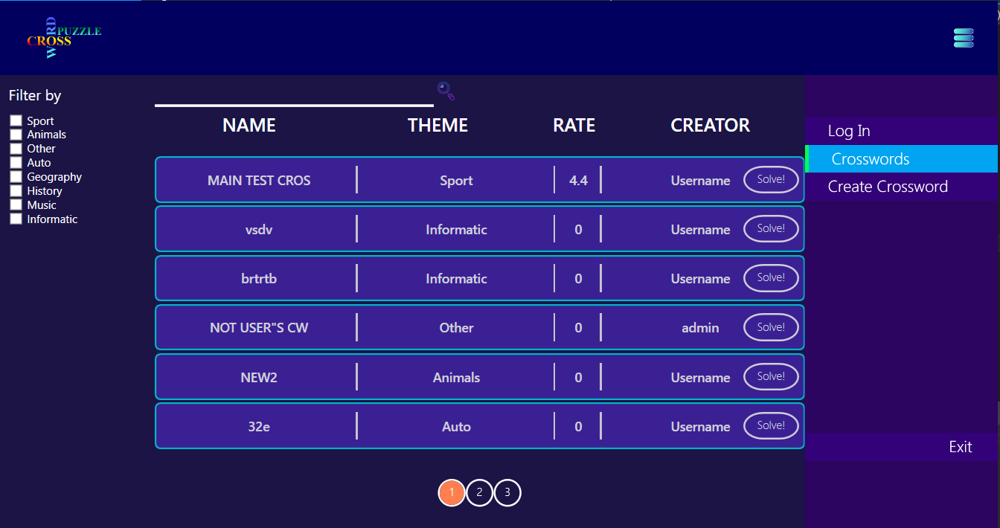 WORD
PUZZLE
CROSS
Filter by
Sport
Animals
Other
Auto
Geography
History
Music
Informatic
NAME THEME RATE CREATOR
MAIN TEST CROS Sport 4.4 Username Solve!
vsdv Informatic 0 Username Solve!
brtrtb Informatic 0 Username Solve!
NOT USER"S CW Other 0 admin Solve!
NEW2 Animals 0 Username Solve!
32e Auto 0 Username Solve!
1 2 3
Log In
Crosswords
Create Crossword
Exit